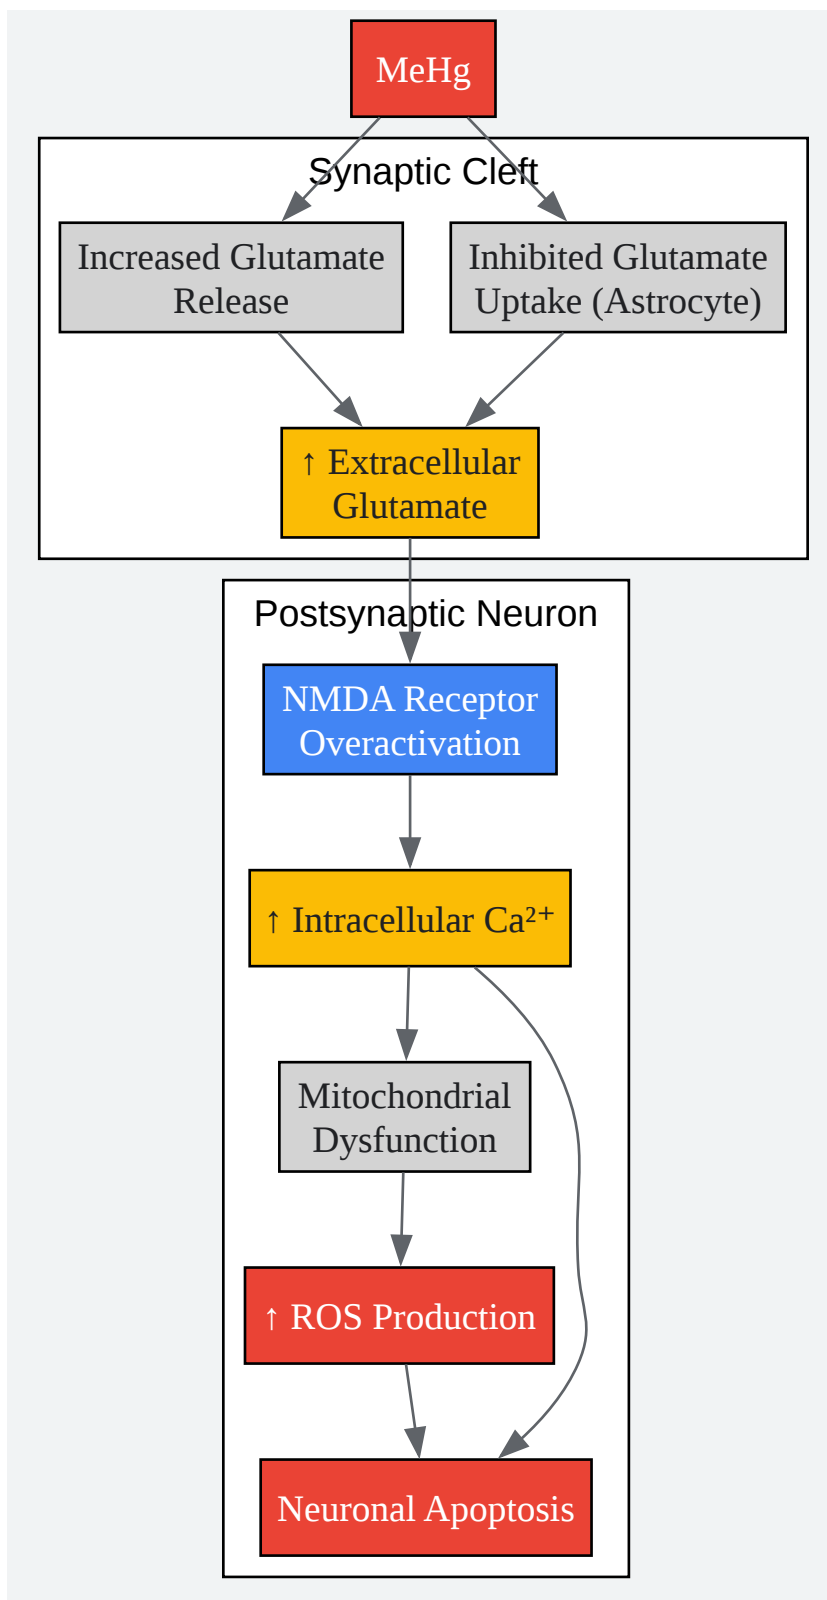 MeHg
Synaptic Cleft
Increased Glutamate
Release
Inhibited Glutamate
Uptake (Astrocyte)
↑ Extracellular
Glutamate
Postsynaptic Neuron
NMDA Receptor
Overactivation
↑ Intracellular Ca²⁺
Mitochondrial
Dysfunction
↑ ROS Production
Neuronal Apoptosis